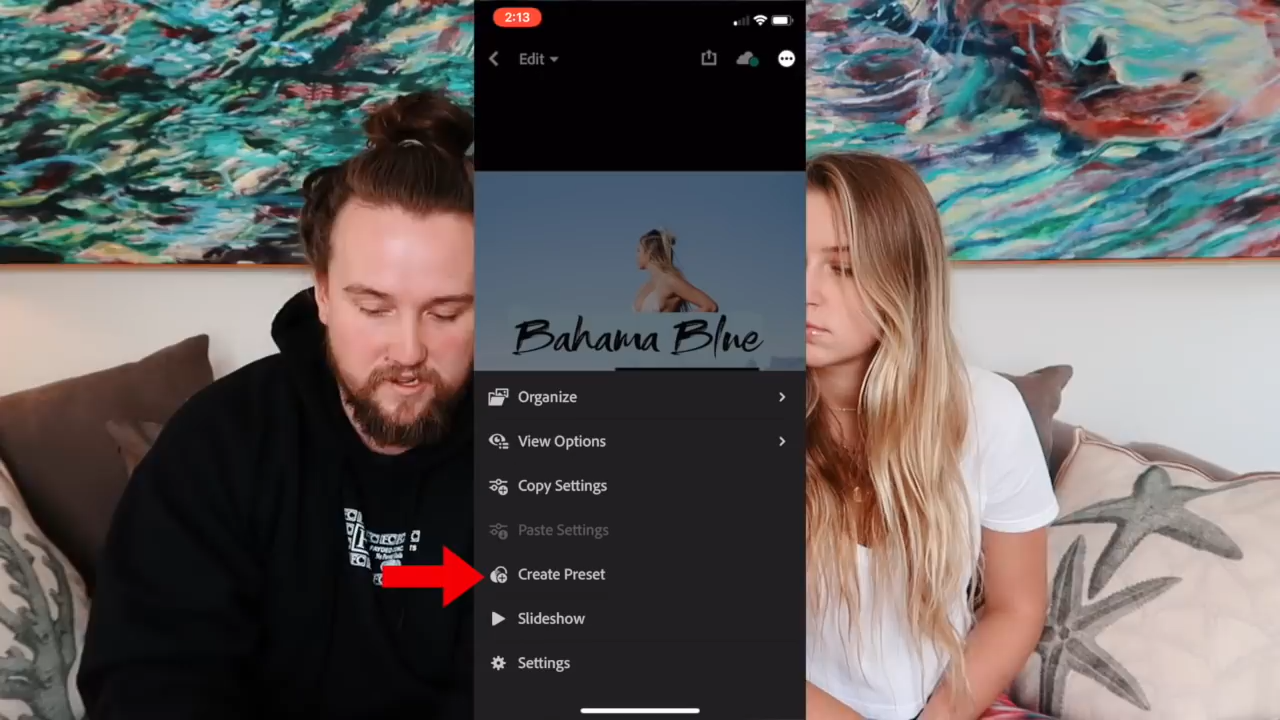 2:13
Edit
Bahama Blue
Organize
View Options
Copy Settings
Paste Settings
Create Preset
Slideshow
Settings